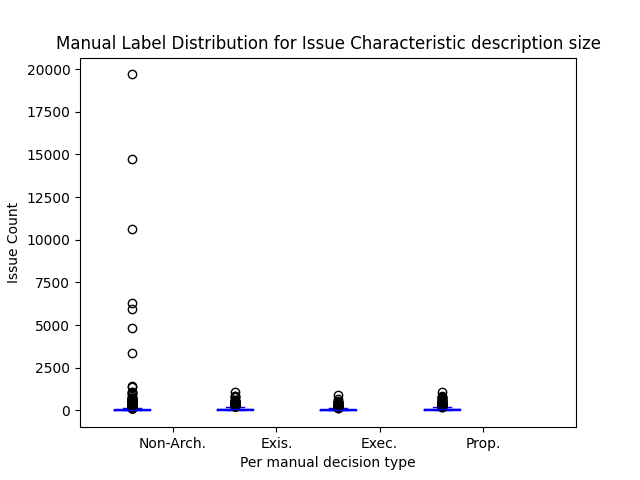 Manual Label Distribution for Issue Characteristic description size
20000
17500
15000
12500
10000
7500
5000
2500
0
Issue Count
Non-Arch. Exis. Exec. Prop.
Per manual decision type